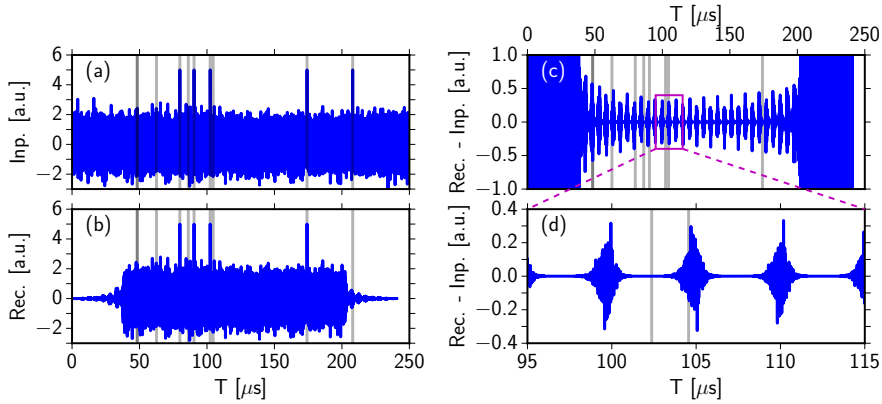 (a)
6
4
2
0
−2
Inp. [a.u.]
(b)
6
4
2
0
−2
Rec. [a.u.]
0 50 100 150 200 250
T [μs]
T [μs]
0 50 100 150 200 250
(c)
1.0
0.5
0.0
−0.5
−1.0
Rec. - Inp. [a.u.]
(d)
0.4
0.2
0.0
−0.2
−0.4
Rec. - Inp. [a.u.]
95 100 105 110 115
T [μs]